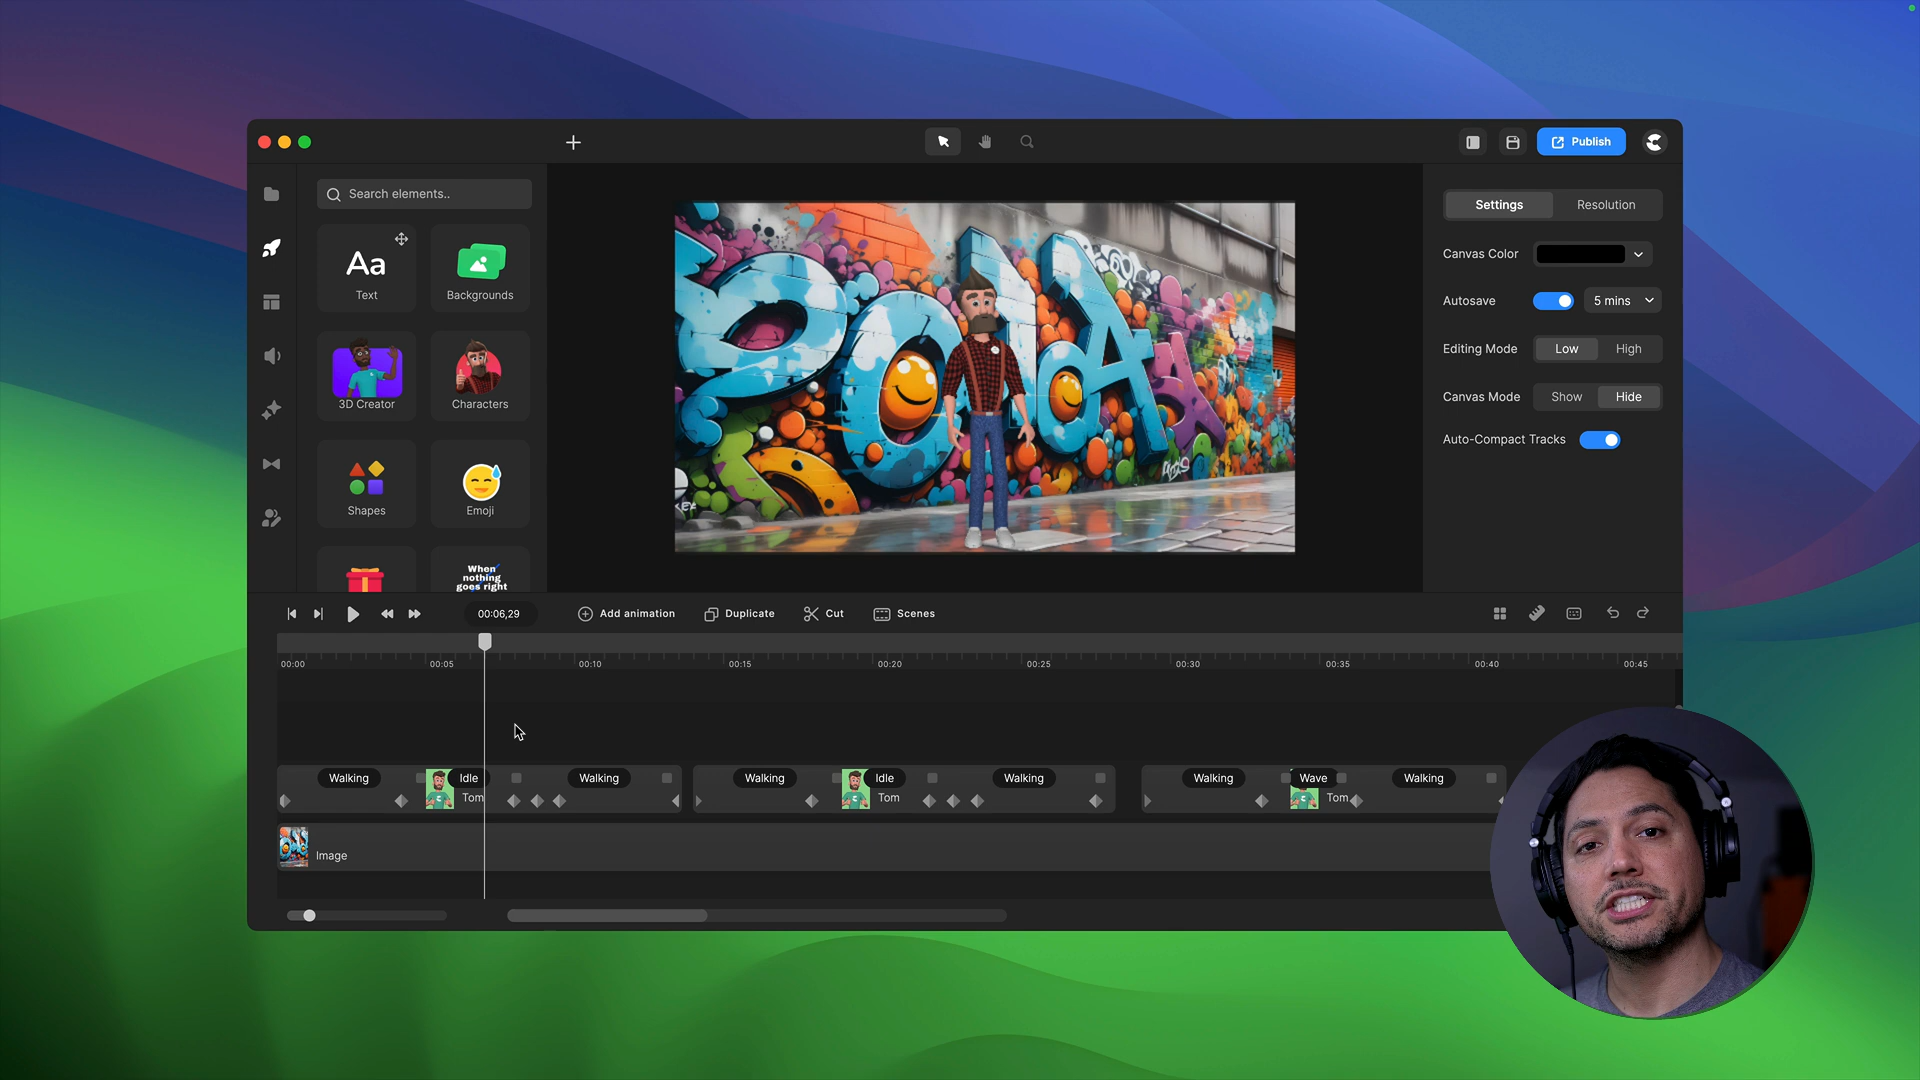 Publish
Search elements..
Settings
Resolution
Aa
Text
Backgrounds
Canvas Color
Autosave
5 mins
Editing Mode
Low
High
3D Creator
Characters
Canvas Mode
Show
Hide
Auto-Compact Tracks
Shapes
Emoji
When
nothing
goes right
00:06,29
Add animation
Duplicate
Cut
Scenes
00:00
00:05
00:10
00:15
00:20
00:25
00:30
00:35
00:40
00:45
Walking
Idle
Walking
Walking
Idle
Walking
Walking
Wave
Walking
Tom
Tom
Tom
Image